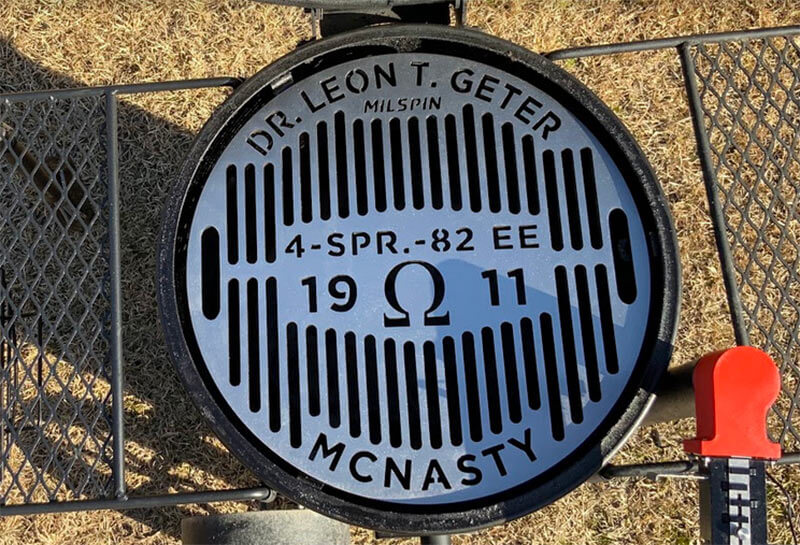 DR. LEON T. GETER
MILSPIN
4-SPR.-82 EE
19 Ω 11
MCNASTY